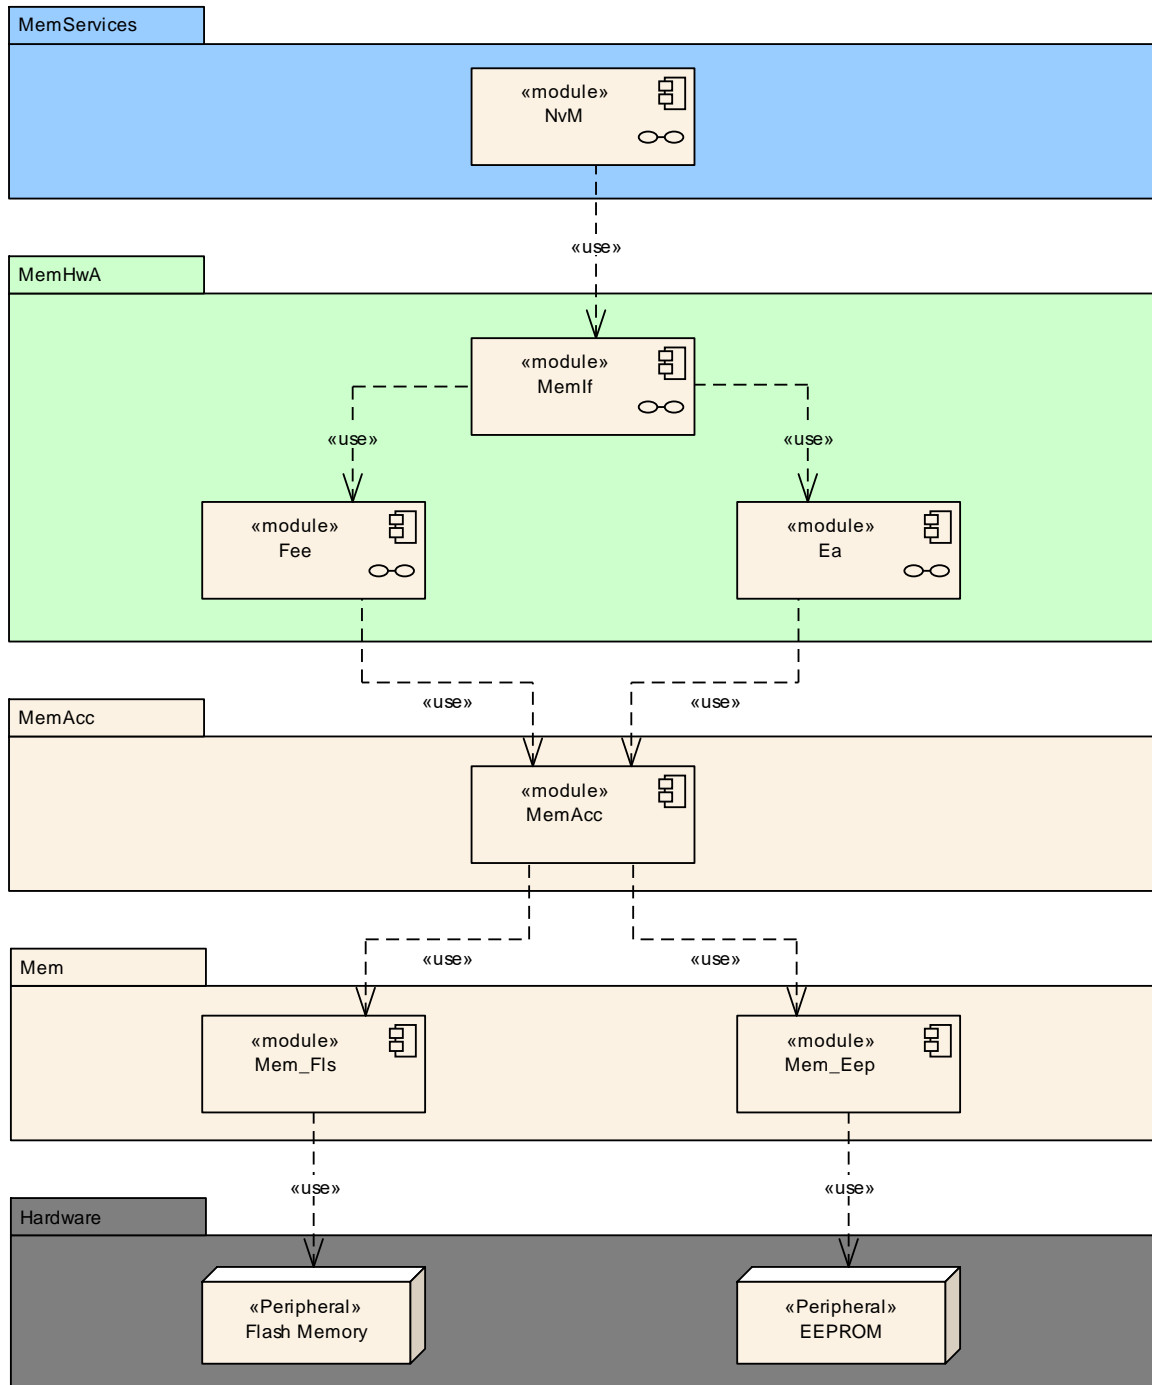 MemServices
«module»
NvM
«use»
MemHwA
«module»
MemIf
«use»
«use»
«module»
Fee
«module»
Ea
«use»
«use»
MemAcc
«module»
MemAcc
«use»
«use»
Mem
«module»
Mem_Fls
«module»
Mem_Eep
«use»
«use»
Hardware
«Peripheral»
Flash Memory
«Peripheral»
EEPROM